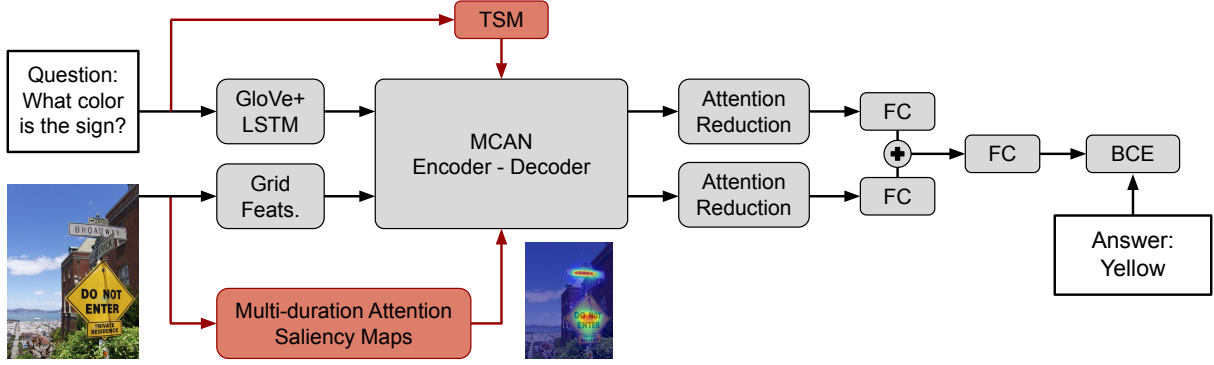 TSM
Question:
What color
is the sign?
GloVe+
LSTM
MCAN
Encoder - Decoder
Attention
Reduction
FC
Grid
Feats.
Attention
Reduction
FC
FC
BCE
Answer:
Yellow
Multi-duration Attention
Saliency Maps
BROADWAY
DO NOT
ENTER
PRIVATE
RESIDENCE
DO NOT
ENTER